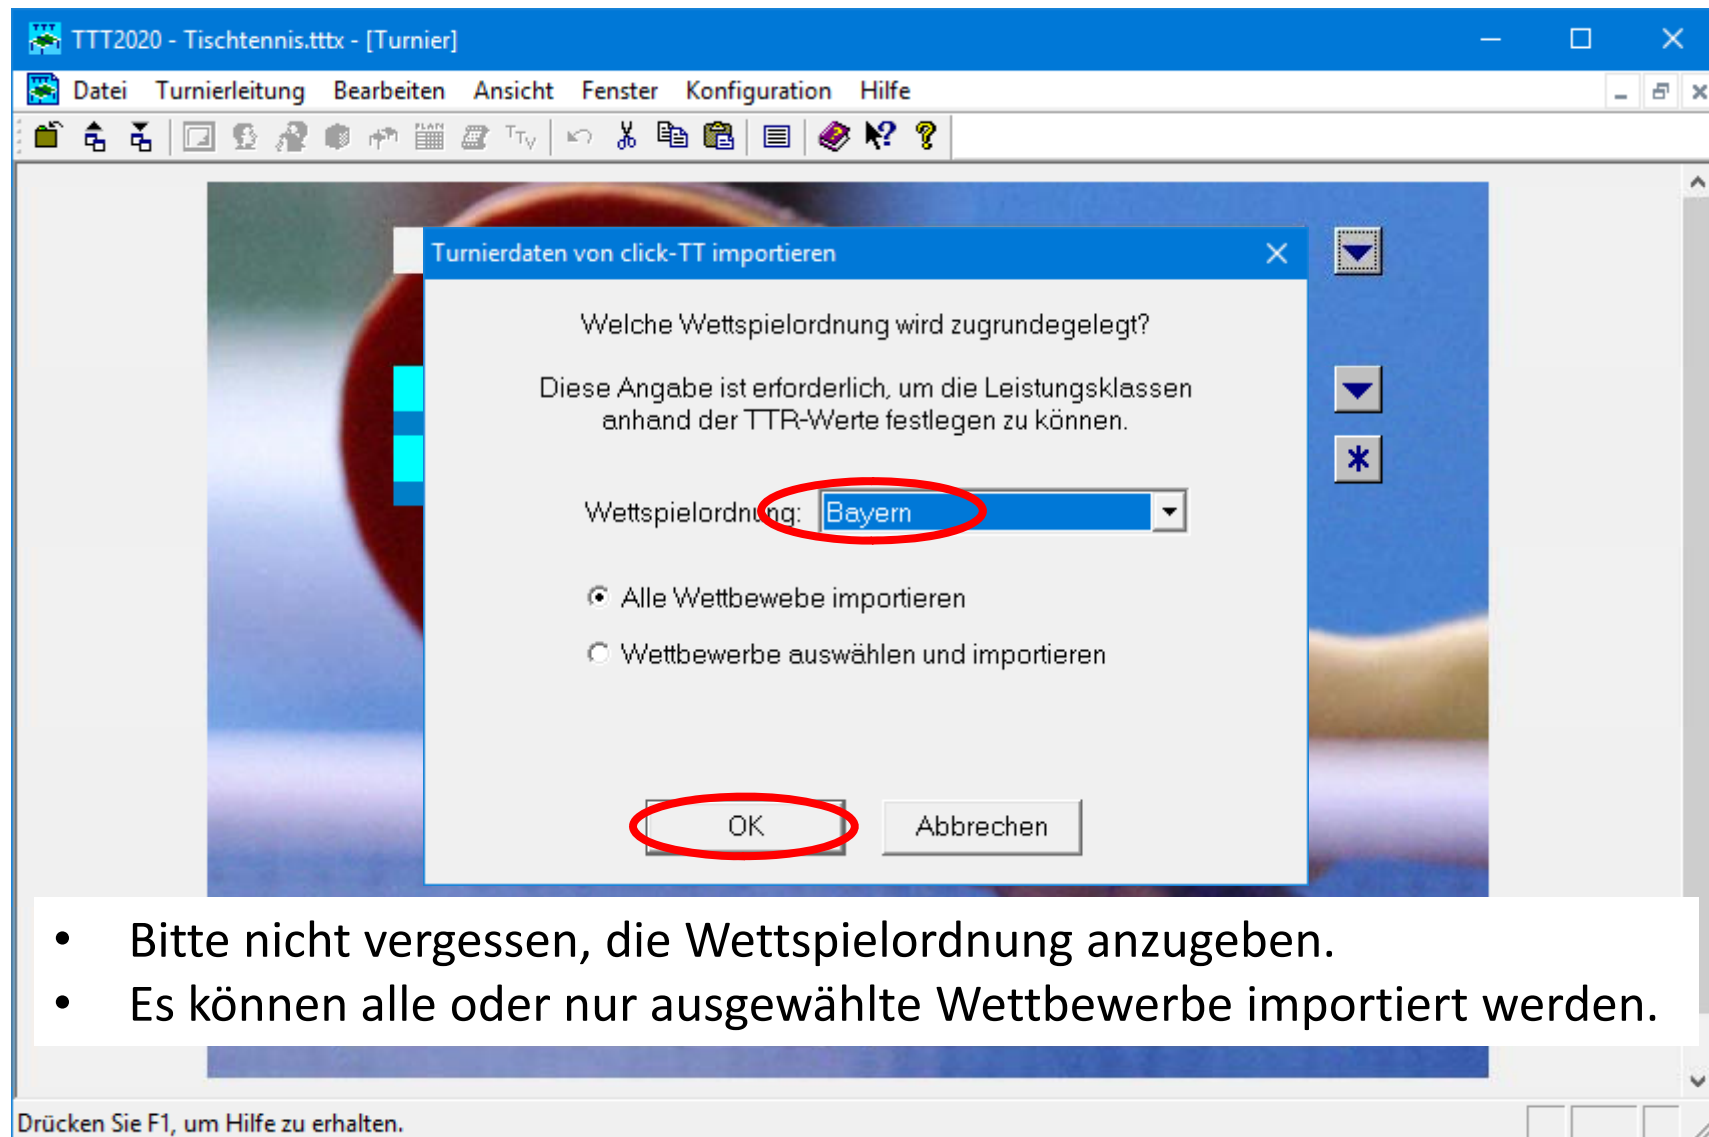 TTT2020 - Tischtennis.tttx - [Turnier]
Datei Turnierleitung Bearbeiten Ansicht Fenster Konfiguration Hilfe
Turnierdaten von click-TT importieren
Welche Wettspielordnung wird zugrundegelegt?
Diese Angabe ist erforderlich, um die Leistungsklassen
anhand der TTR-Werte festlegen zu können.
Wettspielordnung: Bayern
Alle Wettbewebe importieren
Wettbewerbe auswählen und importieren
OK Abbrechen
• Bitte nicht vergessen, die Wettspielordnung anzugeben.
• Es können alle oder nur ausgewählte Wettbewerbe importiert werden.
Drücken Sie F1, um Hilfe zu erhalten.